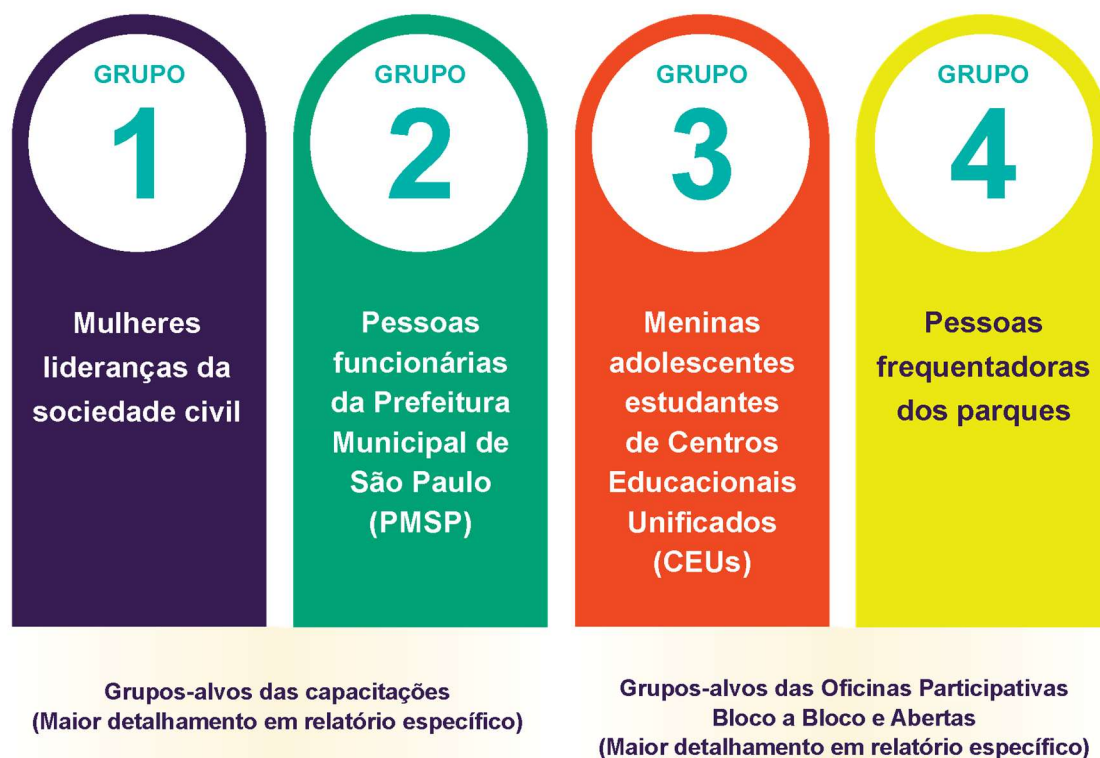 GRUPO
1
Mulheres
lideranças da
sociedade civil
GRUPO
2
Pessoas
funcionárias
da Prefeitura
Municipal de
São Paulo
(PMSP)
GRUPO
3
Meninas
adolescentes
estudantes
de Centros
Educacionais
Unificados
(CEUs)
GRUPO
4
Pessoas
frequentadoras
dos parques
Grupos-alvos das capacitações
(Maior detalhamento em relatório específico)
Grupos-alvos das Oficinas Participativas
Bloco a Bloco e Abertas
(Maior detalhamento em relatório específico)